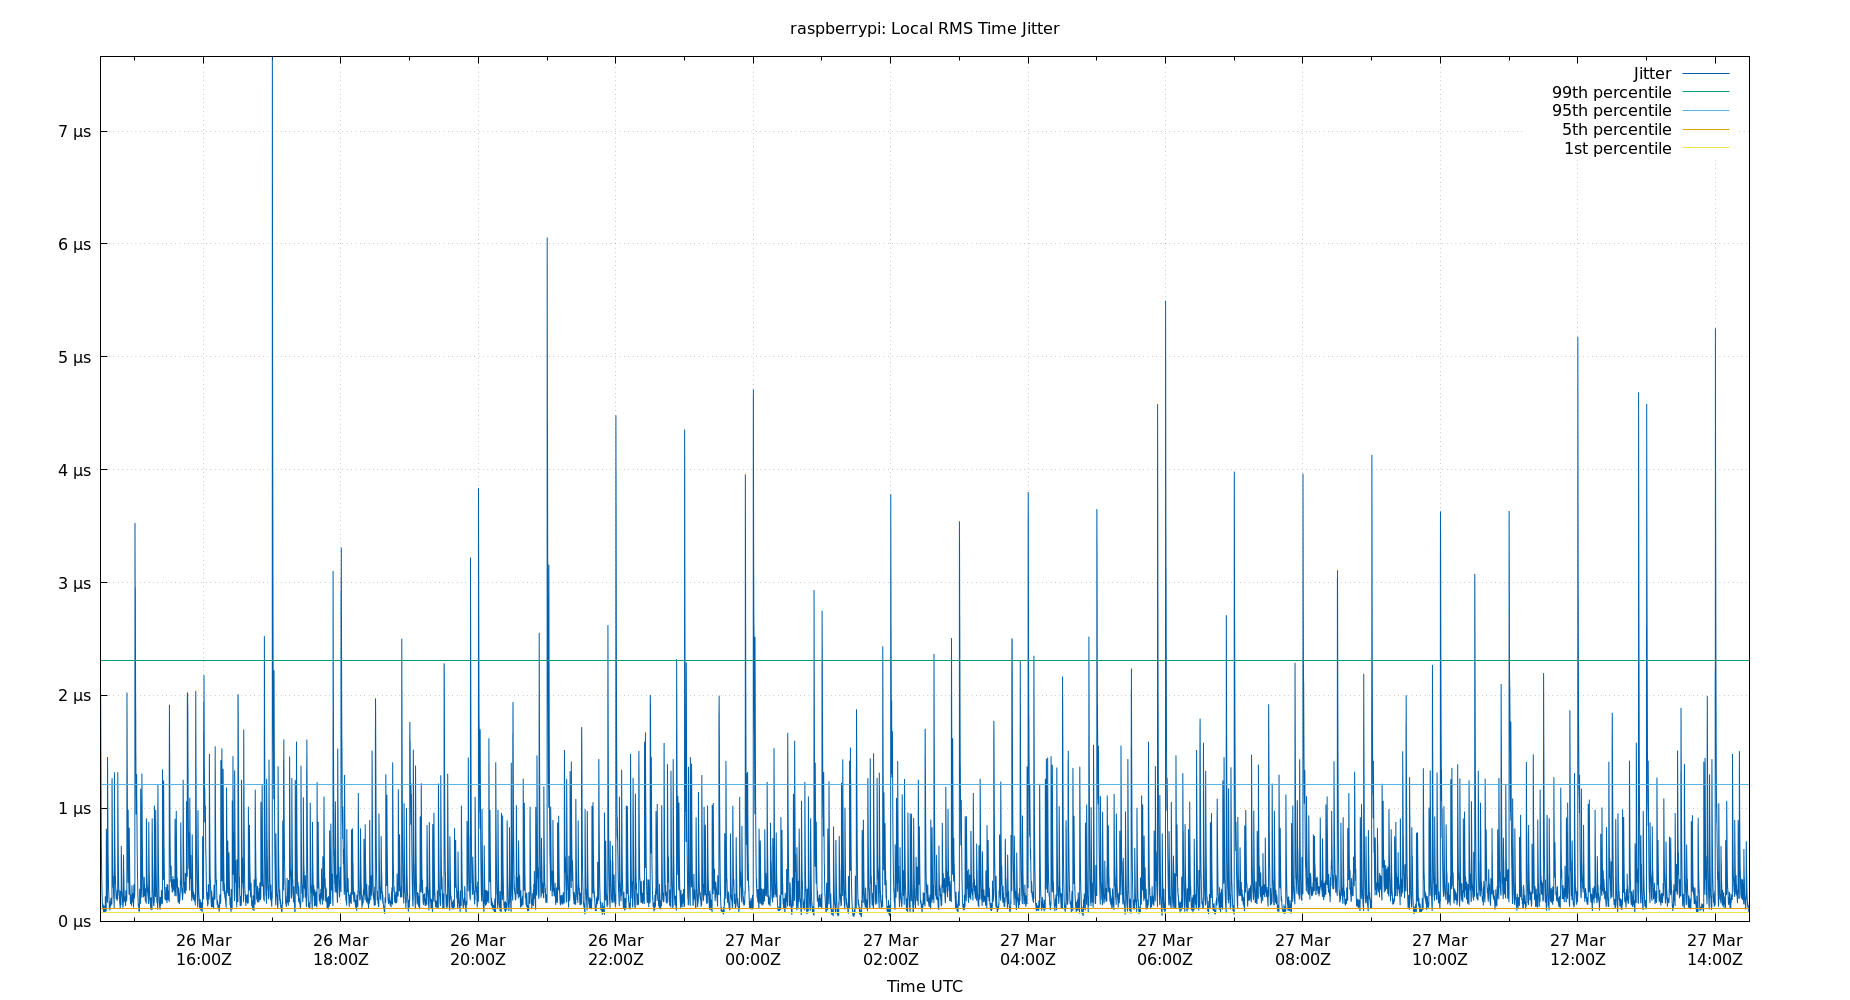 raspberrypi: Local RMS Time Jitter
Jitter
99th percentile
95th percentile
5th percentile
1st percentile
7 µs
6 µs
5 µs
4 µs
3 µs
2 µs
1 µs
0 µs
26 Mar 26 Mar 26 Mar 26 Mar 27 Mar 27 Mar 27 Mar 27 Mar 27 Mar 27 Mar 27 Mar 27 Mar
16:00Z 18:00Z 20:00Z 22:00Z 00:00Z 02:00Z 04:00Z 06:00Z 08:00Z 10:00Z 12:00Z 14:00Z
Time UTC